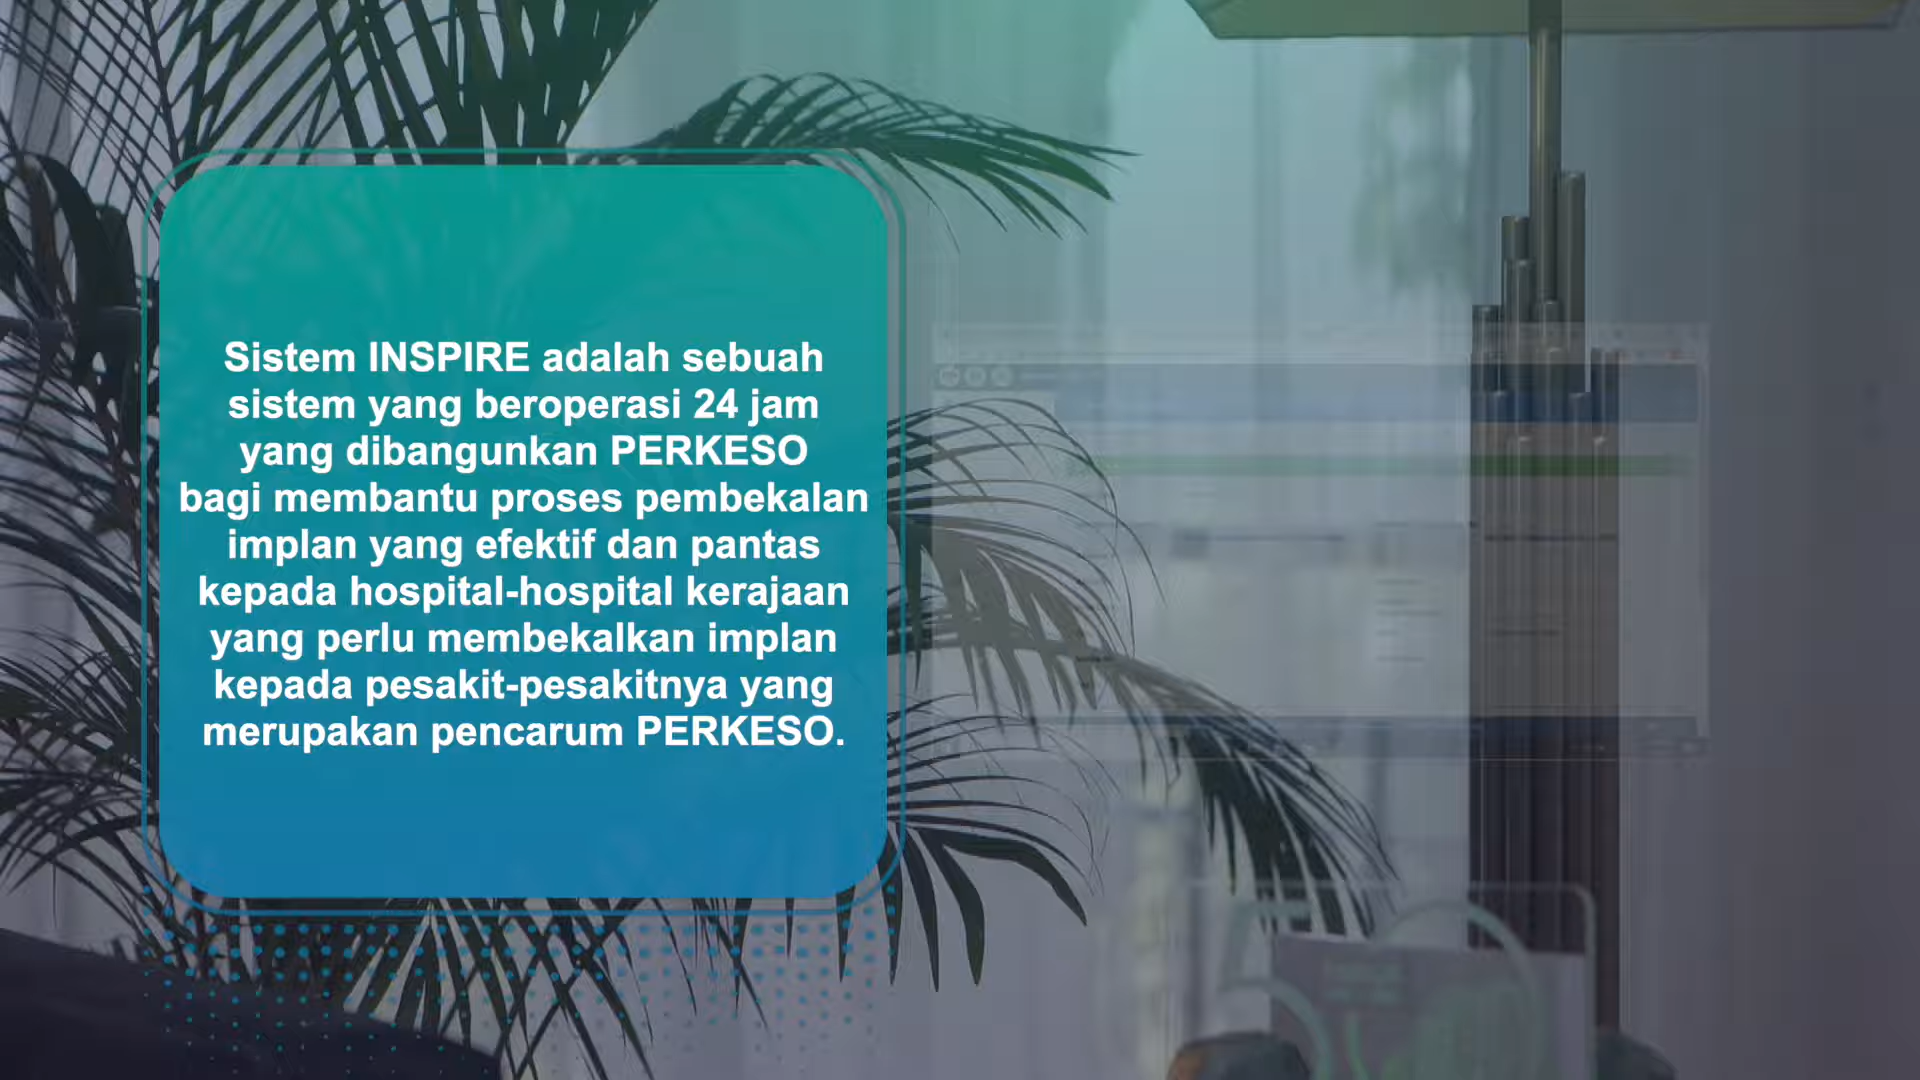 Sistem INSPIRE adalah sebuah
sistem yang beroperasi 24 jam
yang dibangunkan PERKESO
bagi membantu proses pembekalan
implan yang efektif dan pantas
kepada hospital-hospital kerajaan
yang perlu membekalkan implan
kepada pesakit-pesakitnya yang
merupakan pencarum PERKESO.